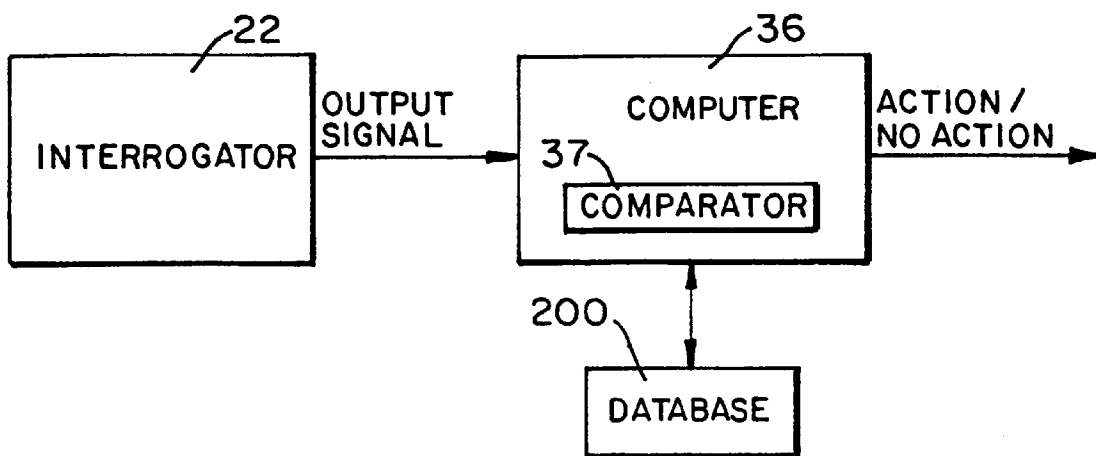 22
36
INTERROGATOR
OUTPUT
SIGNAL
COMPUTER
37
COMPARATOR
ACTION /
NO ACTION
200
DATABASE